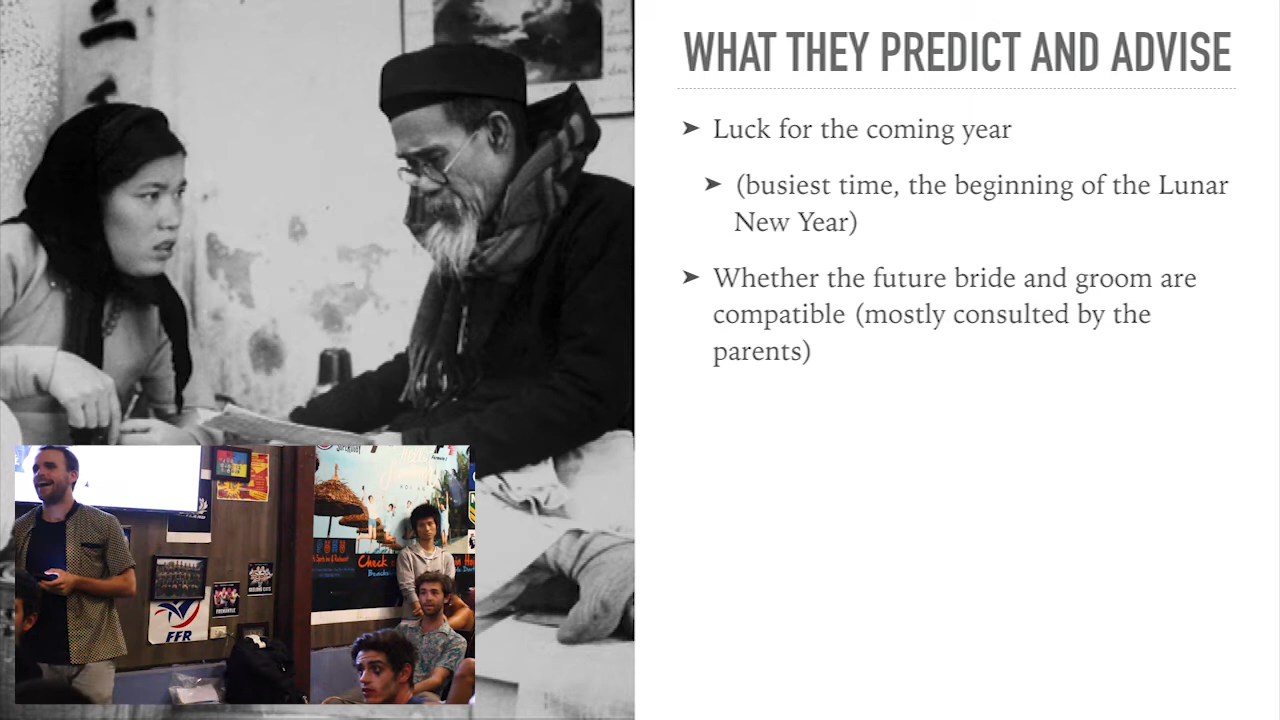 WHAT THEY PREDICT AND ADVISE
➤ Luck for the coming year
➤ (busiest time, the beginning of the Lunar
New Year)
➤ Whether the future bride and groom are
compatible (mostly consulted by the
parents)
Check
FFR